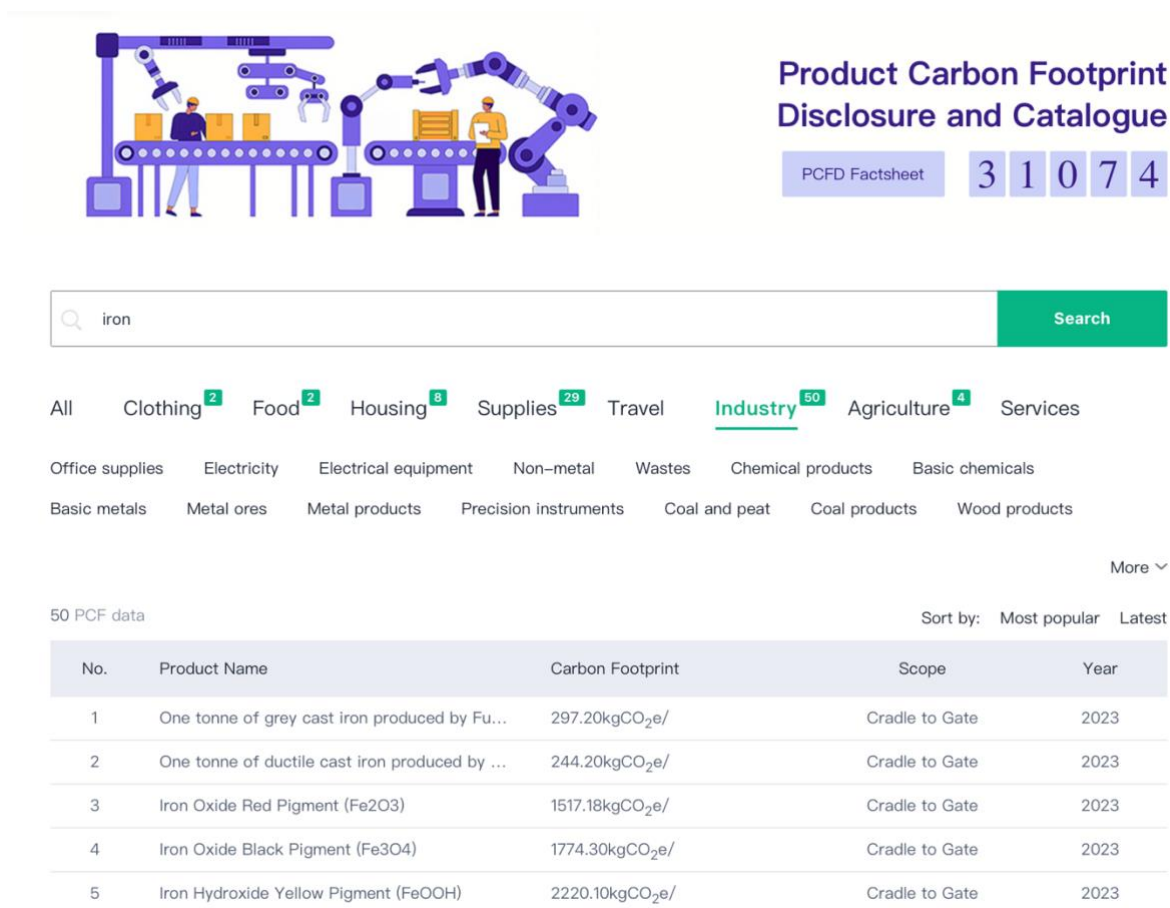 Product Carbon Footprint
Disclosure and Catalogue
PCFD Factsheet 3 1 0 7 4
iron Search
All Clothing 2 Food 2 Housing 8 Supplies 29 Travel Industry 50 Agriculture 4 Services
Office supplies Electricity Electrical equipment Non-metal Wastes Chemical products Basic chemicals
Basic metals Metal ores Metal products Precision instruments Coal and peat Coal products Wood products
More
50 PCF data Sort by: Most popular Latest
No. Product Name Carbon Footprint Scope Year
1 One tonne of grey cast iron produced by Fu... 297.20kgCO₂e/ Cradle to Gate 2023
2 One tonne of ductile cast iron produced by ... 244.20kgCO₂e/ Cradle to Gate 2023
3 Iron Oxide Red Pigment (Fe2O3) 1517.18kgCO₂e/ Cradle to Gate 2023
4 Iron Oxide Black Pigment (Fe3O4) 1774.30kgCO₂e/ Cradle to Gate 2023
5 Iron Hydroxide Yellow Pigment (FeOOH) 2220.10kgCO₂e/ Cradle to Gate 2023